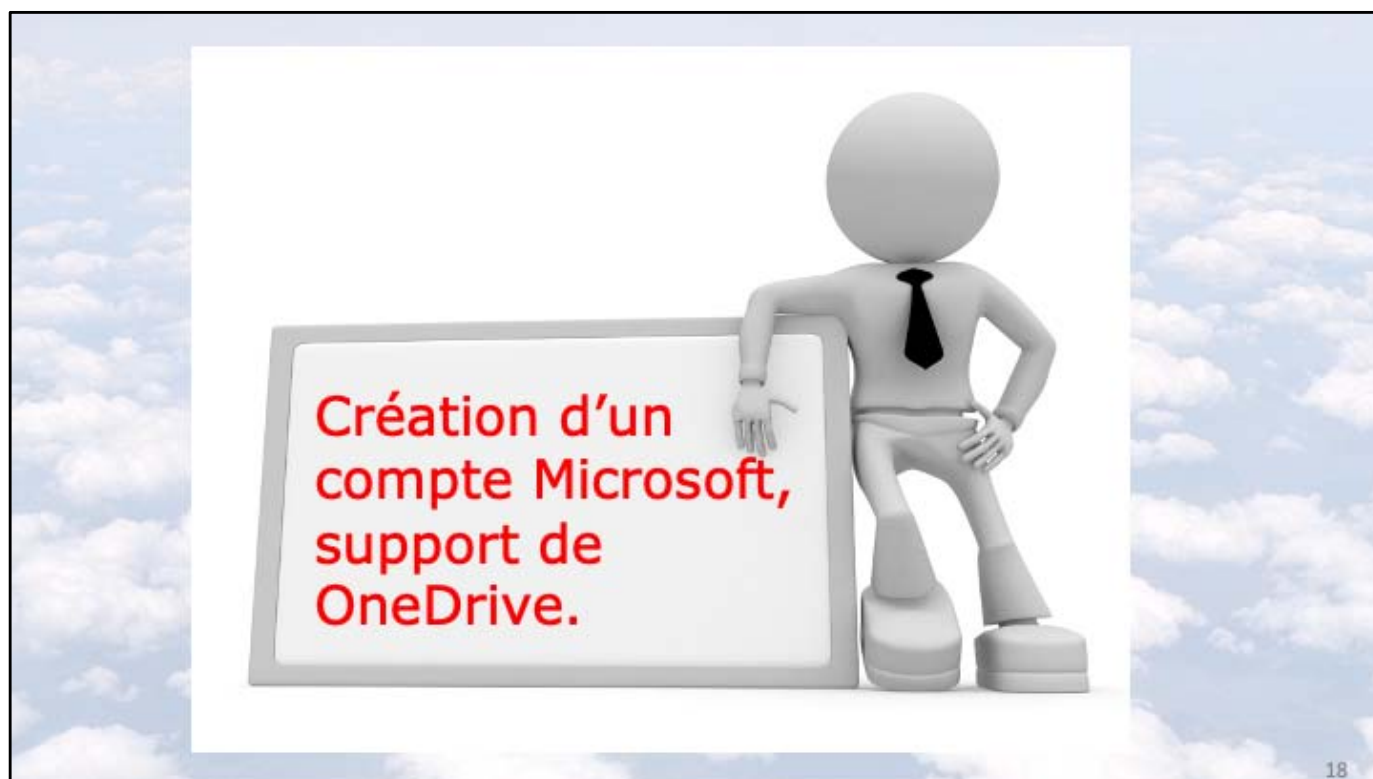 Création d’un
compte Microsoft,
support de
OneDrive.
18